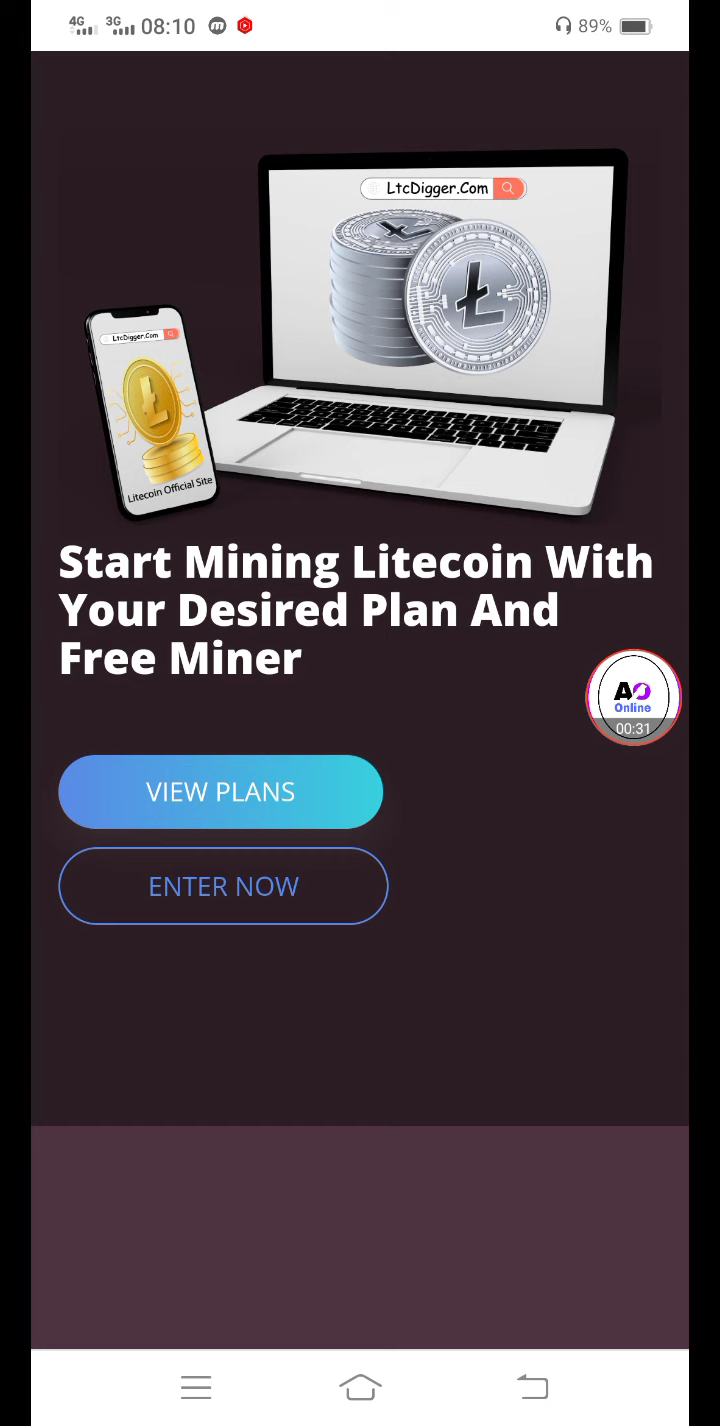 4G 3G 08:10 89%
LtcDigger.Com
LtcDigger.Com
Litecoin Official Site
Start Mining Litecoin With
Your Desired Plan And
Free Miner
AO
Online
00:31
VIEW PLANS
ENTER NOW